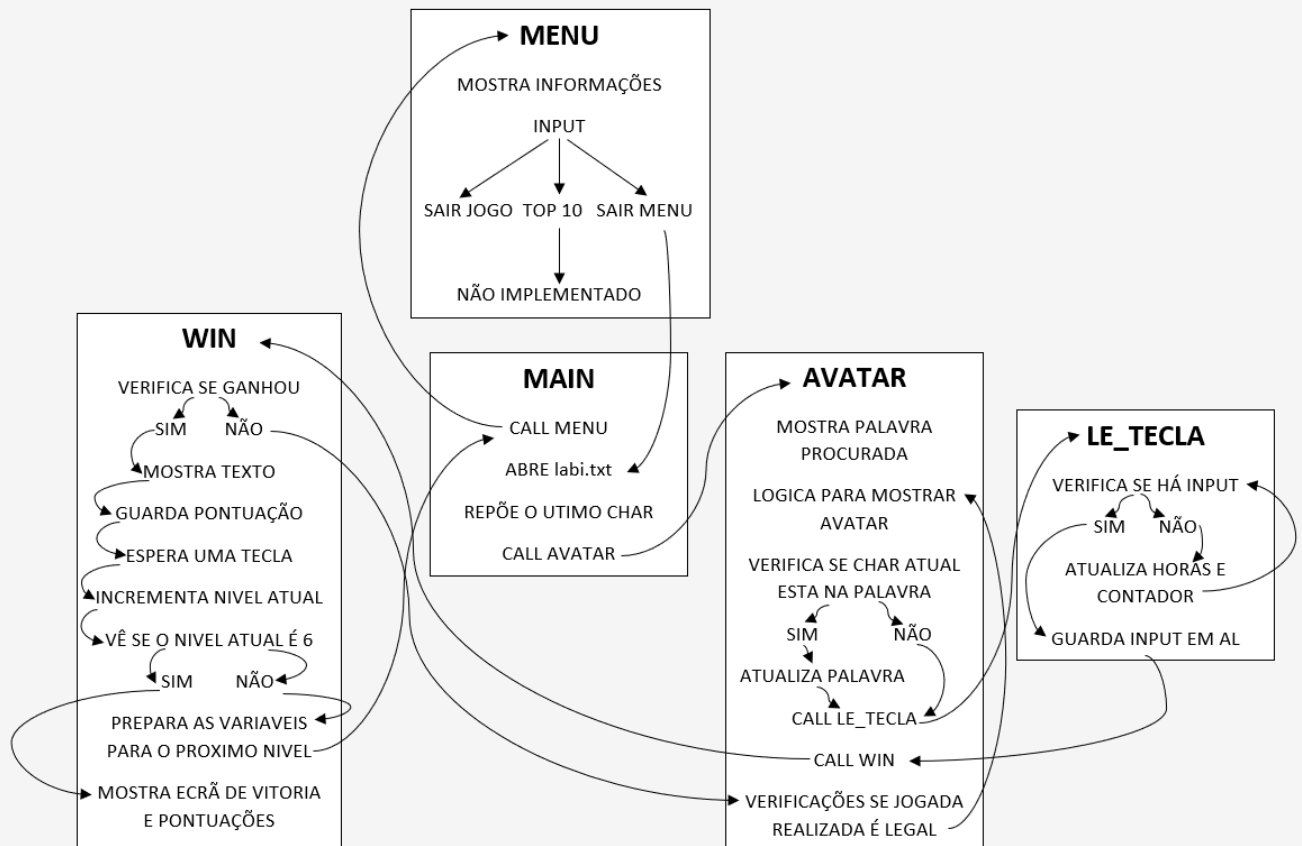 MENU
MOSTRA INFORMAÇÕES
INPUT
SAIR JOGO TOP 10 SAIR MENU
NÃO IMPLEMENTADO
WIN
VERIFICA SE GANHOU
SIM NÃO
MOSTRA TEXTO
GUARDA PONTUAÇÃO
ESPERA UMA TECLA
INCREMENTA NIVEL ATUAL
VÊ SE O NIVEL ATUAL É 6
SIM NÃO
PREPARA AS VARIAVEIS
PARA O PROXIMO NIVEL
MOSTRA ECRÃ DE VITORIA
E PONTUAÇÕES
MAIN
CALL MENU
ABRE labi.txt
REPÕE O UTIMO CHAR
CALL AVATAR
AVATAR
MOSTRA PALAVRA
PROCURADA
LOGICA PARA MOSTRAR
AVATAR
VERIFICA SE CHAR ATUAL
ESTA NA PALAVRA
SIM NÃO
ATUALIZA PALAVRA
CALL LE_TECLA
CALL WIN
VERIFICAÇÕES SE JOGADA
REALIZADA É LEGAL
LE_TECLA
VERIFICA SE HÁ INPUT
SIM NÃO
ATUALIZA HORAS E
CONTADOR
GUARDA INPUT EM AL